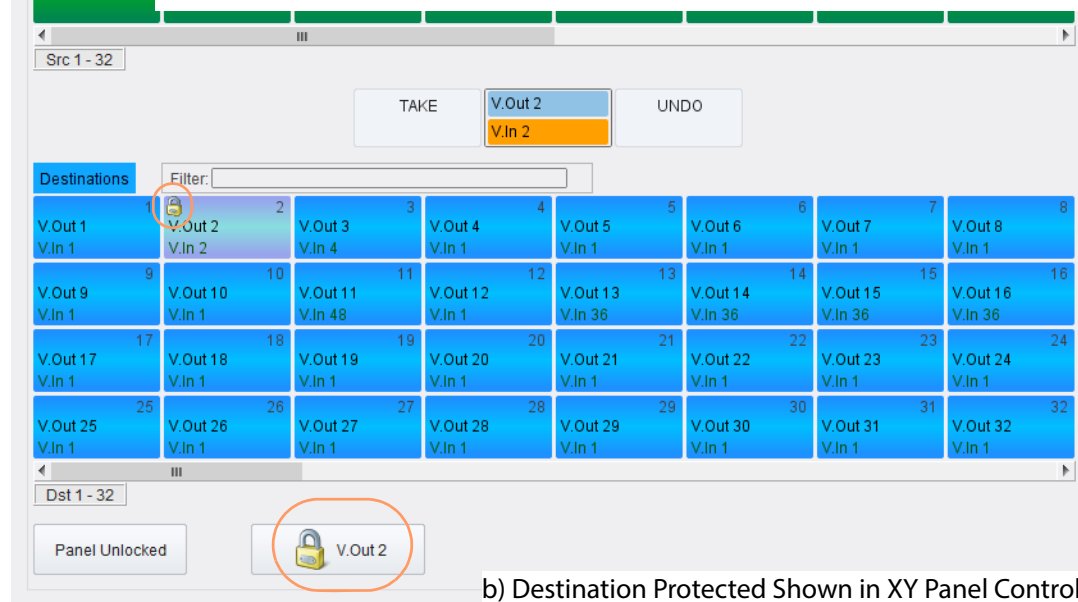 Src 1 - 32
TAKE
V.Out 2
V.In 2
UNDO
Destinations
Filter:
1 2 3 4 5 6 7 8
V.Out 1 V.Out 2 V.Out 3 V.Out 4 V.Out 5 V.Out 6 V.Out 7 V.Out 8
V.In 1 V.In 2 V.In 4 V.In 1 V.In 1 V.In 1 V.In 1 V.In 1
9 10 11 12 13 14 15 16
V.Out 9 V.Out 10 V.Out 11 V.Out 12 V.Out 13 V.Out 14 V.Out 15 V.Out 16
V.In 1 V.In 1 V.In 48 V.In 1 V.In 36 V.In 36 V.In 36 V.In 36
17 18 19 20 21 22 23 24
V.Out 17 V.Out 18 V.Out 19 V.Out 20 V.Out 21 V.Out 22 V.Out 23 V.Out 24
V.In 1 V.In 1 V.In 1 V.In 1 V.In 1 V.In 1 V.In 1 V.In 1
25 26 27 28 29 30 31 32
V.Out 25 V.Out 26 V.Out 27 V.Out 28 V.Out 29 V.Out 30 V.Out 31 V.Out 32
V.In 1 V.In 1 V.In 1 V.In 1 V.In 1 V.In 1 V.In 1 V.In 1
Dst 1 - 32
Panel Unlocked
V.Out 2
b) Destination Protected Shown in XY Panel Control